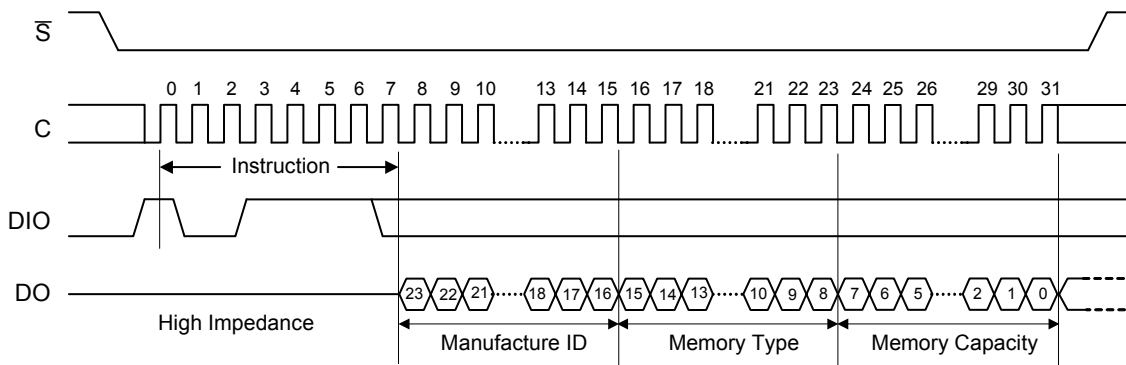 S
0 1 2 3 4 5 6 7 8 9 10 13 14 15 16 17 18 21 22 23 24 25 26 29 30 31
C
Instruction
DIO
DO
23 22 21 18 17 16 15 14 13 10 9 8 7 6 5 2 1 0
High Impedance
Manufacture ID Memory Type Memory Capacity